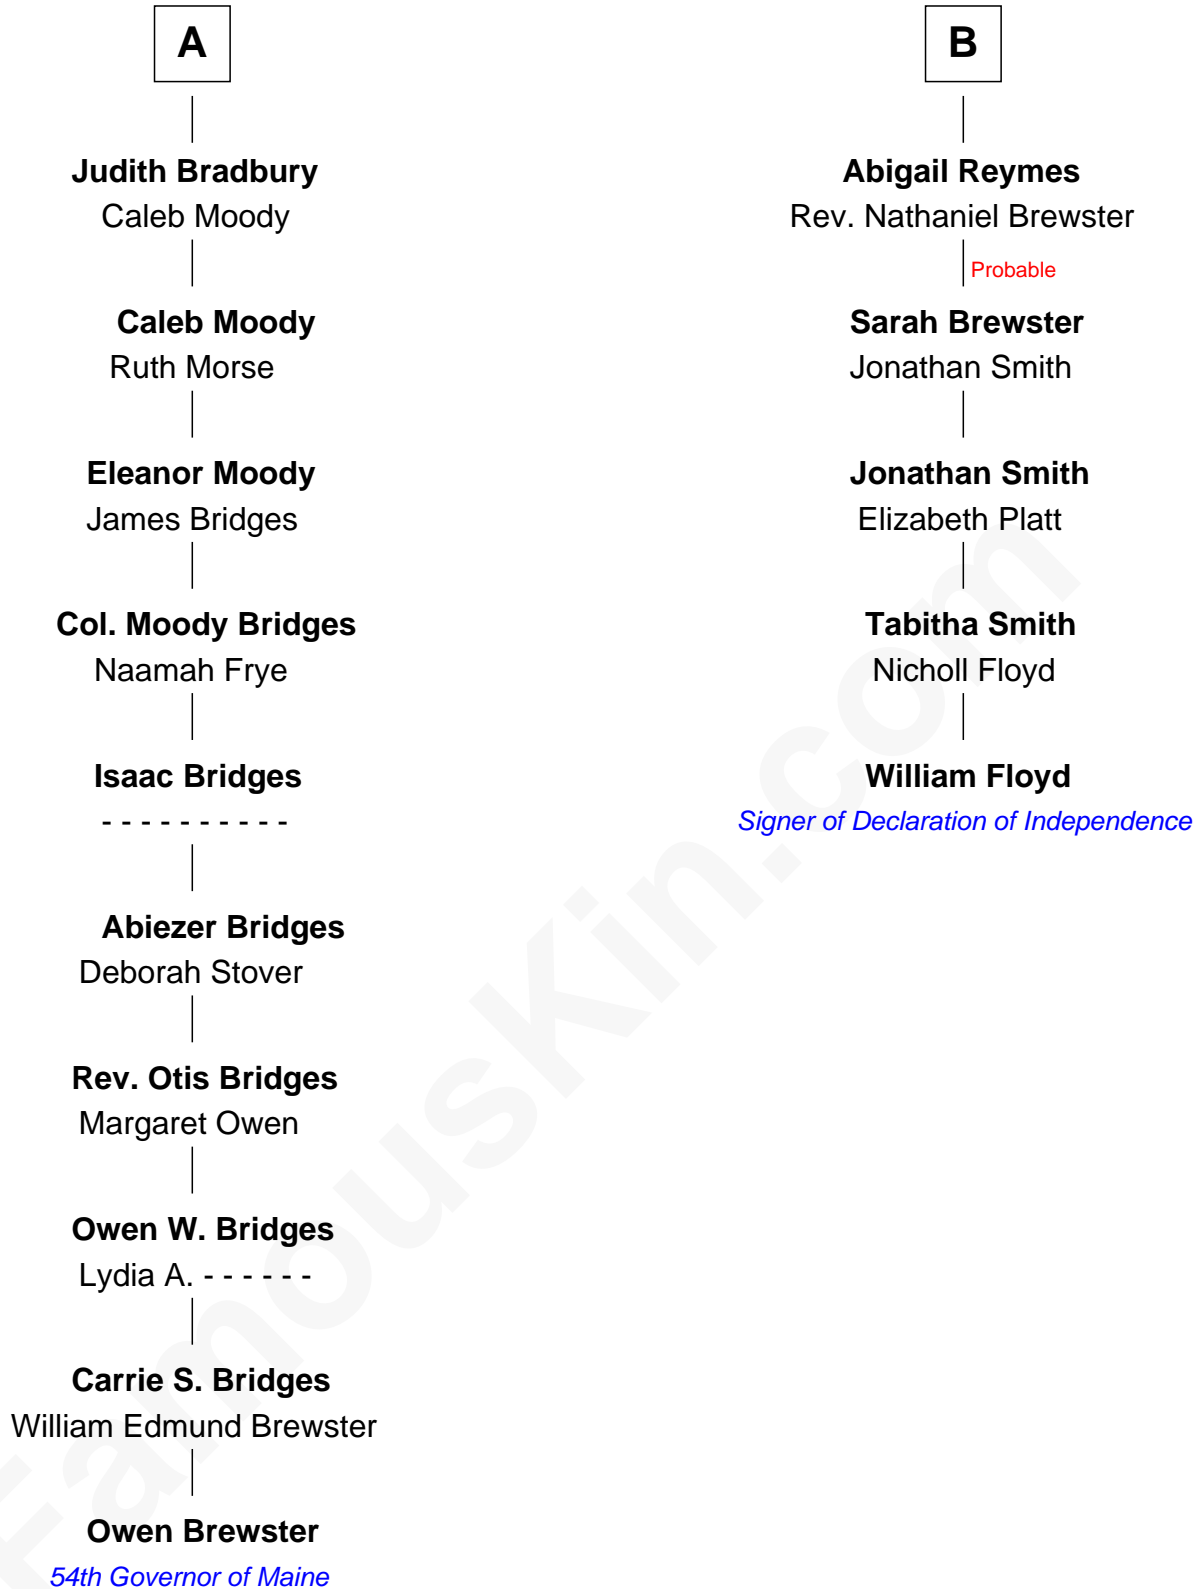 A
Judith Bradbury
Caleb Moody
Caleb Moody
Ruth Morse
Eleanor Moody
James Bridges
Col. Moody Bridges
Naamah Frye
Isaac Bridges
- - - - - - - - - -
Abiezer Bridges
Deborah Stover
Rev. Otis Bridges
Margaret Owen
Owen W. Bridges
Lydia A. - - - - - -
Carrie S. Bridges
William Edmund Brewster
Owen Brewster
54th Governor of Maine
B
Abigail Reymes
Rev. Nathaniel Brewster
Probable
Sarah Brewster
Jonathan Smith
Jonathan Smith
Elizabeth Platt
Tabitha Smith
Nicholl Floyd
William Floyd
Signer of Declaration of Independence
FamousKin.com